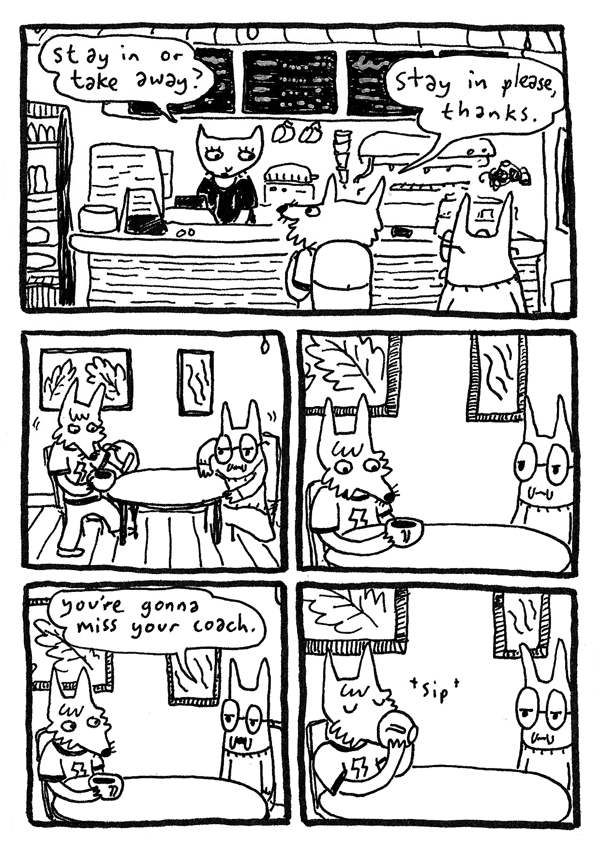 stay in or
take away?
stay in please,
thanks.
you're gonna
miss your coach.
*sip*